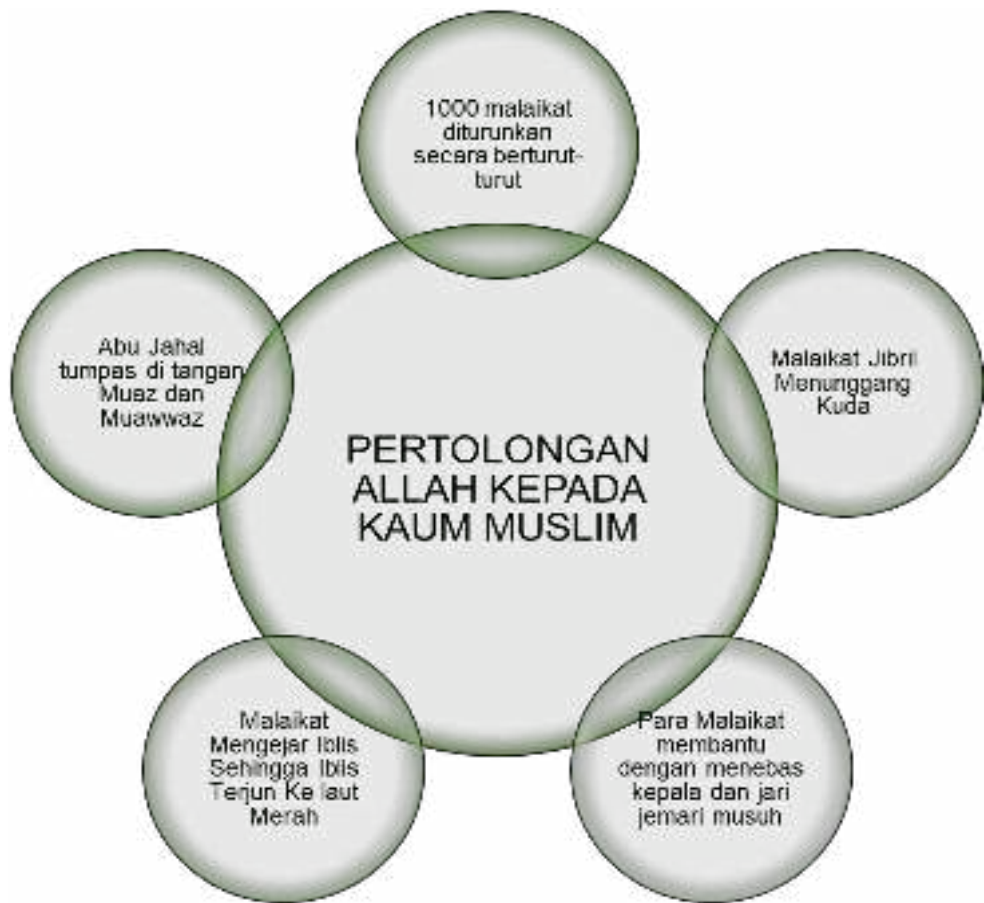 1000 malaikat
diturunkan
secara berturut-
turut
Abu Jahal
tumpas di tangan
Muaz dan
Muawwaz
Malaikat Jibril
Menunggang
Kuda
PERTOLONGAN
ALLAH KEPADA
KAUM MUSLIM
Malaikat
Mengejar Iblis
Sehingga Iblis
Terjun Ke laut
Merah
Para Malaikat
membantu
dengan menebas
kepala dan jari
jemari musuh